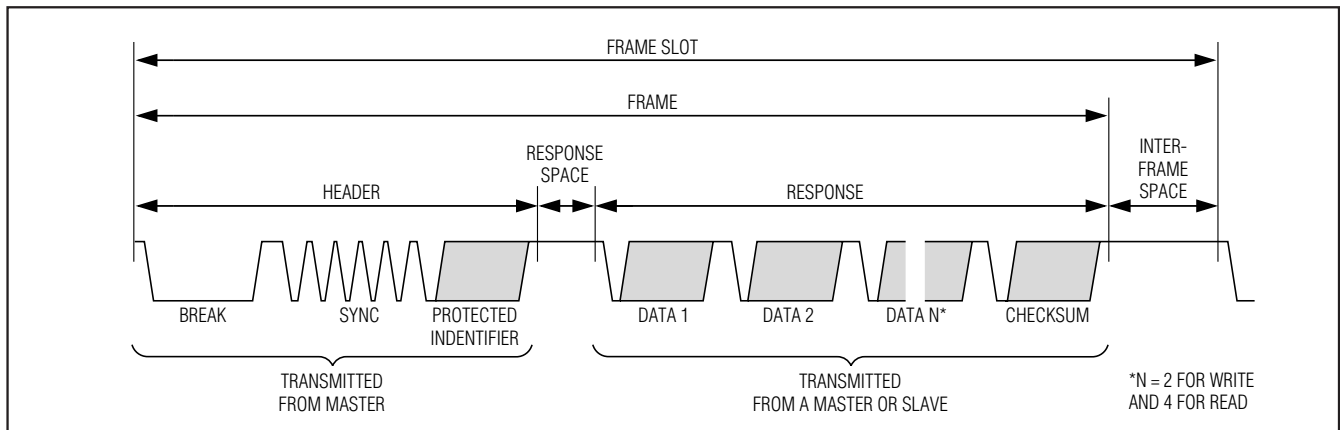 FRAME SLOT
FRAME
RESPONSE
SPACE
INTER-
FRAME
SPACE
HEADER
RESPONSE
BREAK
SYNC
PROTECTED
INDENTIFIER
DATA 1
DATA 2
DATA N*
CHECKSUM
TRANSMITTED
FROM MASTER
TRANSMITTED
FROM A MASTER OR SLAVE
*N = 2 FOR WRITE
AND 4 FOR READ